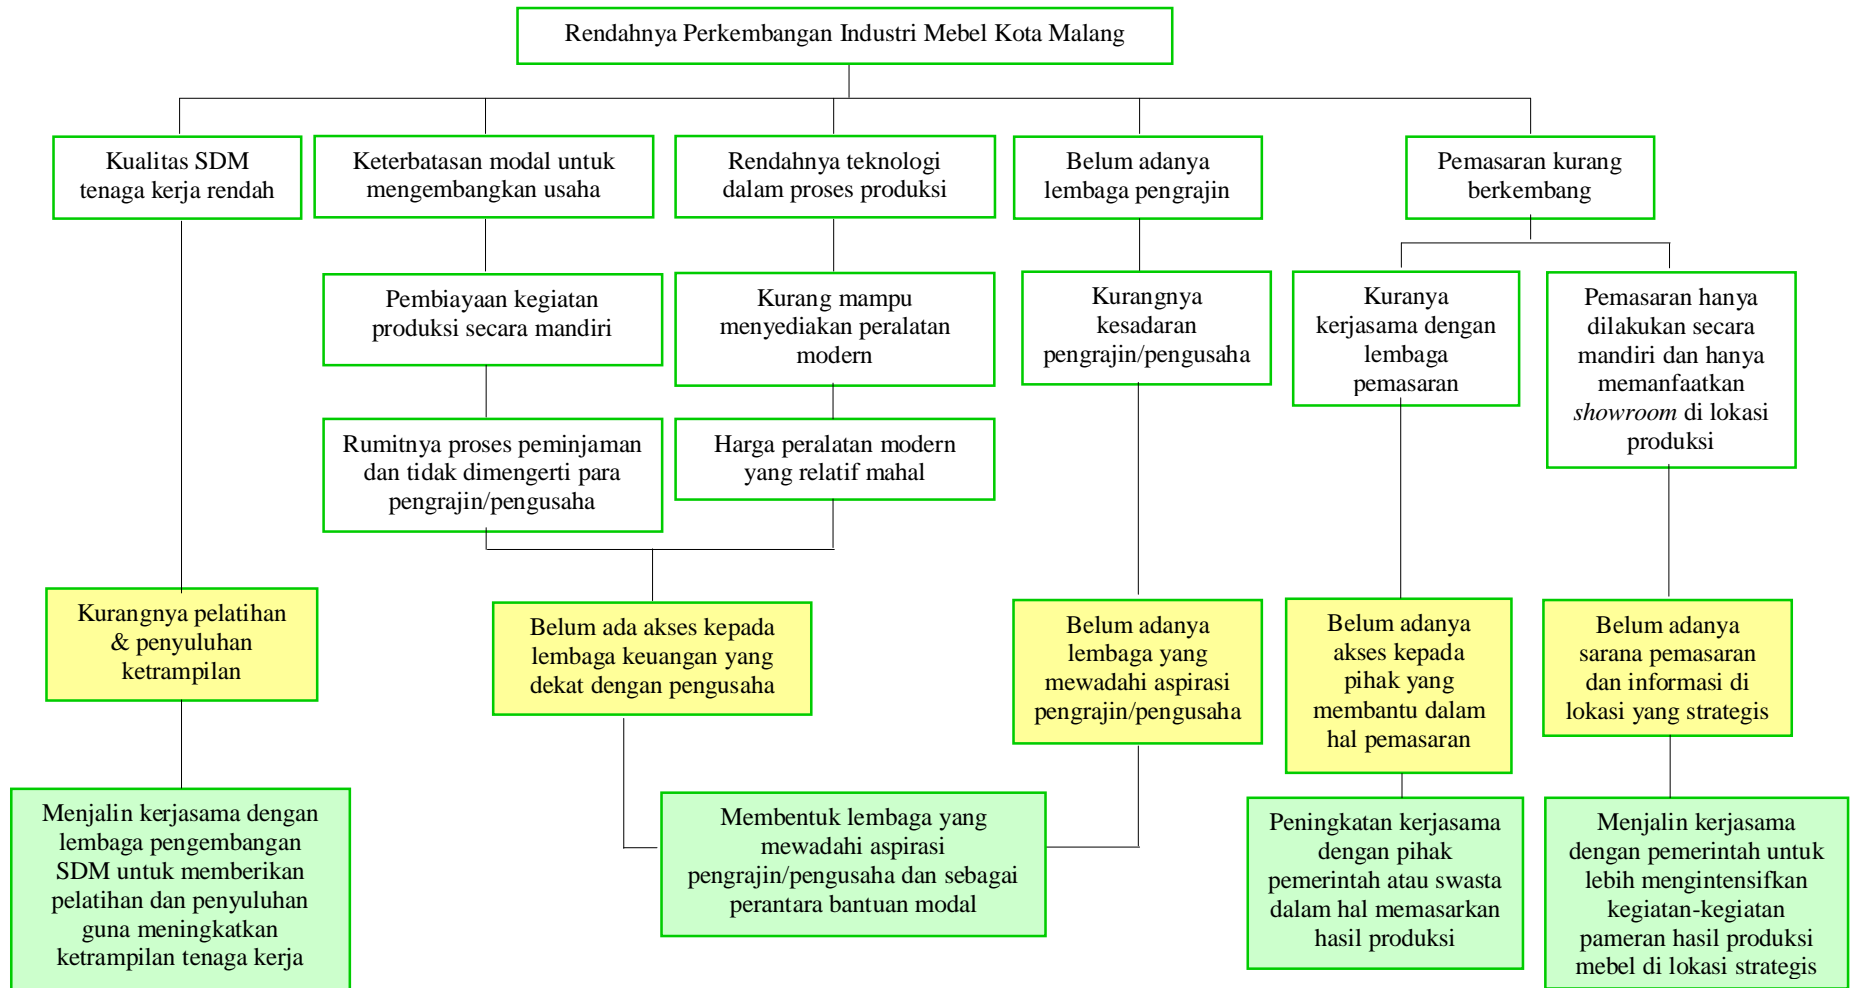 Rendahnya Perkembangan Industri Mebel Kota Malang
Kualitas SDM
tenaga kerja rendah
Keterbatasan modal untuk
mengembangkan usaha
Rendahnya teknologi
dalam proses produksi
Belum adanya
lembaga pengrajin
Pemasaran kurang
berkembang
Pembiayaan kegiatan
produksi secara mandiri
Kurang mampu
menyediakan peralatan
modern
Kurangnya
kesadaran
pengrajin/pengusaha
Kuranya
kerjasama dengan
lembaga
pemasaran
Pemasaran hanya
dilakukan secara
mandiri dan hanya
memanfaatkan
showroom di lokasi
produksi
Rumitnya proses peminjaman
dan tidak dimengerti para
pengrajin/pengusaha
Harga peralatan modern
yang relatif mahal
Kurangnya pelatihan
& penyuluhan
ketrampilan
Belum ada akses kepada
lembaga keuangan yang
dekat dengan pengusaha
Belum adanya
lembaga yang
mewadahi aspirasi
pengrajin/pengusaha
Belum adanya
akses kepada
pihak yang
membantu dalam
hal pemasaran
Belum adanya
sarana pemasaran
dan informasi di
lokasi yang strategis
Menjalin kerjasama dengan
lembaga pengembangan
SDM untuk memberikan
pelatihan dan penyuluhan
guna meningkatkan
ketrampilan tenaga kerja
Membentuk lembaga yang
mewadahi aspirasi
pengrajin/pengusaha dan sebagai
perantara bantuan modal
Peningkatan kerjasama
dengan pihak
pemerintah atau swasta
dalam hal memasarkan
hasil produksi
Menjalin kerjasama
dengan pemerintah untuk
lebih mengintensifkan
kegiatan-kegiatan
pameran hasil produksi
mebel di lokasi strategis